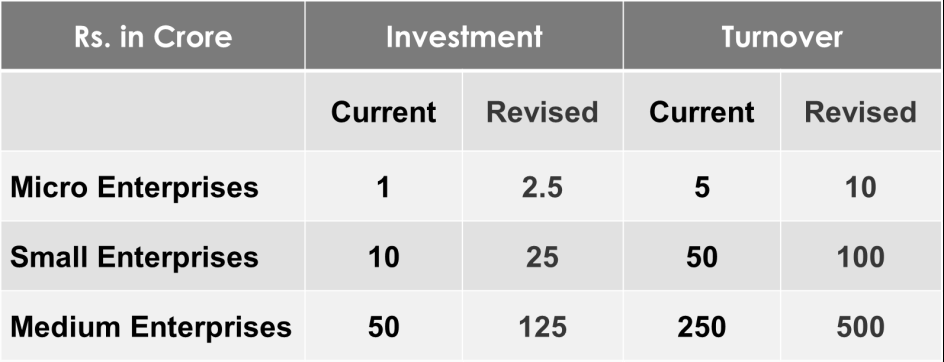 Rs. in Crore Investment Turnover
Current Revised Current Revised
Micro Enterprises 1 2.5 5 10
Small Enterprises 10 25 50 100
Medium Enterprises 50 125 250 500